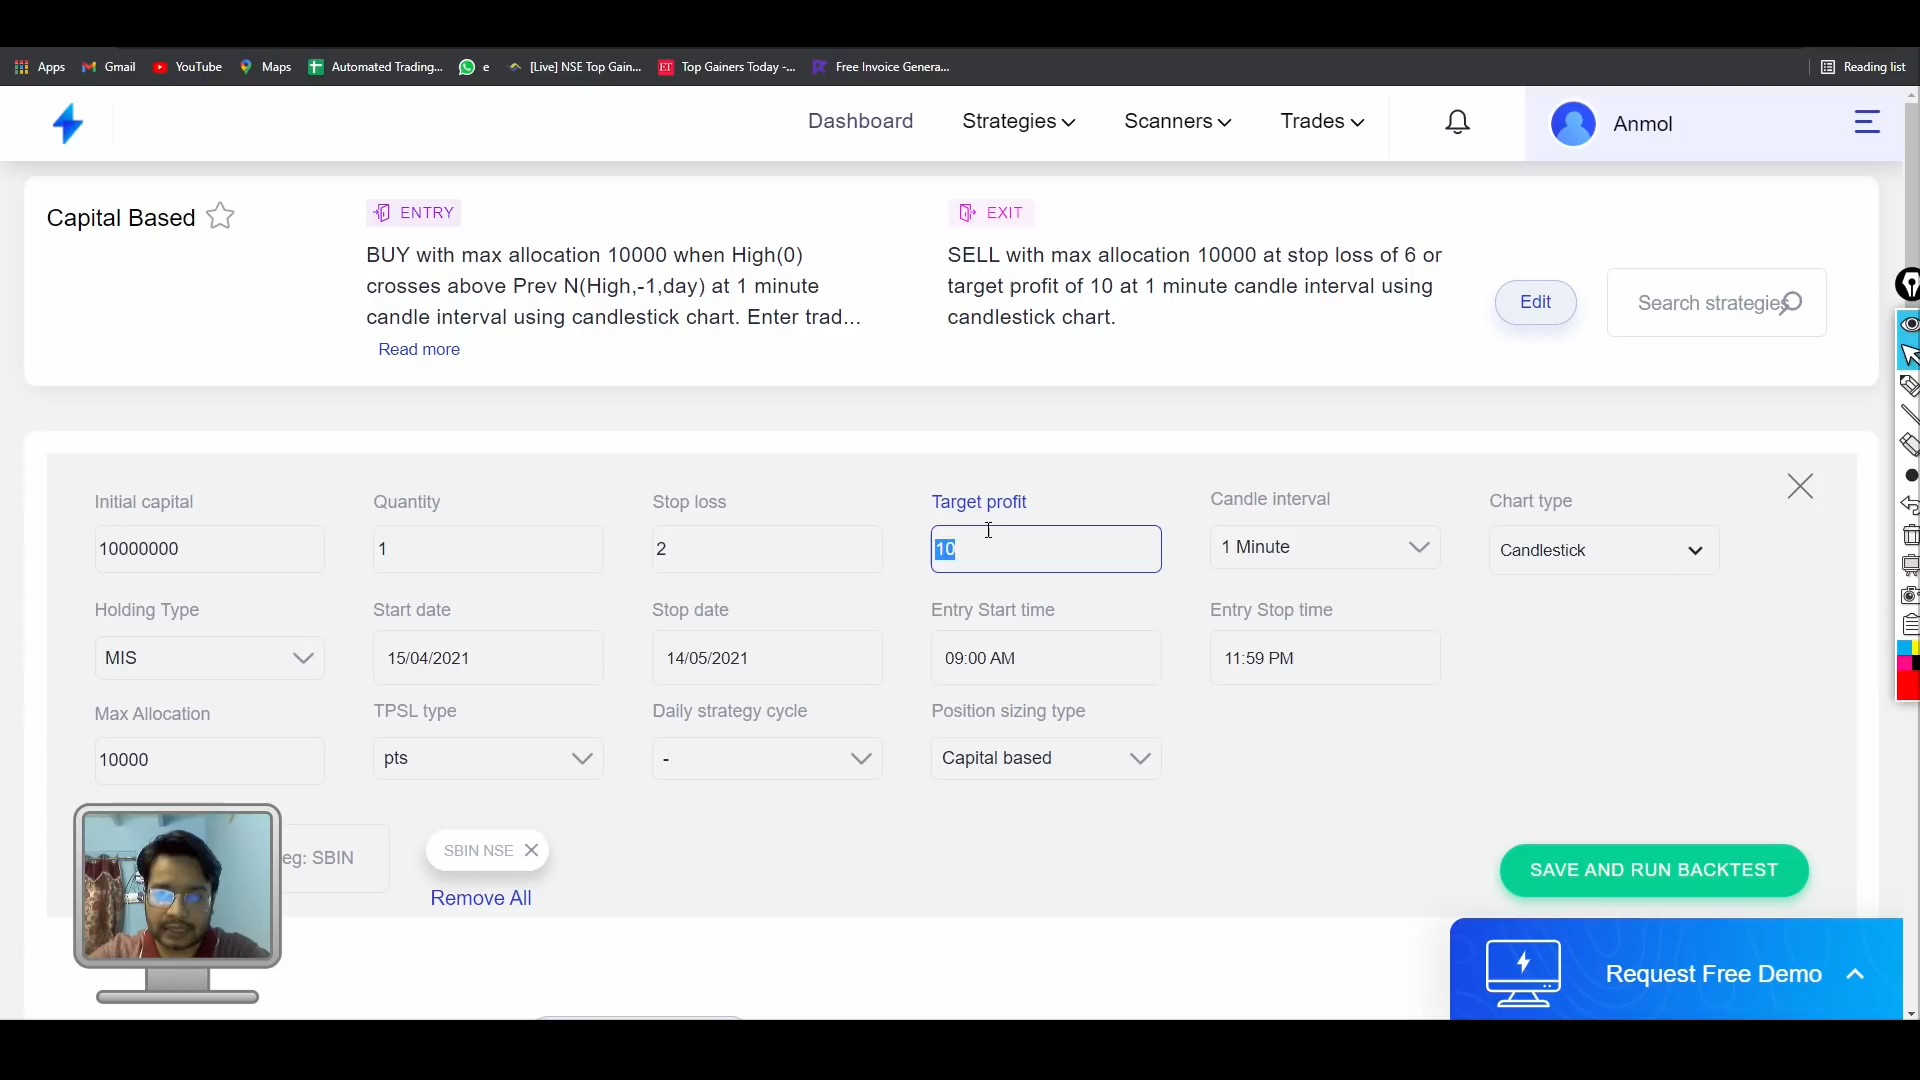 Apps Gmail YouTube Maps Automated Trading... e [Live] NSE Top Gain... Top Gainers Today -... Free Invoice Genera... Reading list
Dashboard Strategies Scanners Trades Anmol
Capital Based
ENTRY
BUY with max allocation 10000 when High(0)
crosses above Prev N(High,-1,day) at 1 minute
candle interval using candlestick chart. Enter trad...
Read more
EXIT
SELL with max allocation 10000 at stop loss of 6 or
target profit of 10 at 1 minute candle interval using
candlestick chart.
Edit
Search strategies
Initial capital Quantity Stop loss Target profit Candle interval Chart type
10000000 1 2 10 1 Minute Candlestick
Holding Type Start date Stop date Entry Start time Entry Stop time
MIS 15/04/2021 14/05/2021 09:00 AM 11:59 PM
Max Allocation TPSL type Daily strategy cycle Position sizing type
10000 pts - Capital based
eg: SBIN SBIN NSE
Remove All
SAVE AND RUN BACKTEST
Request Free Demo